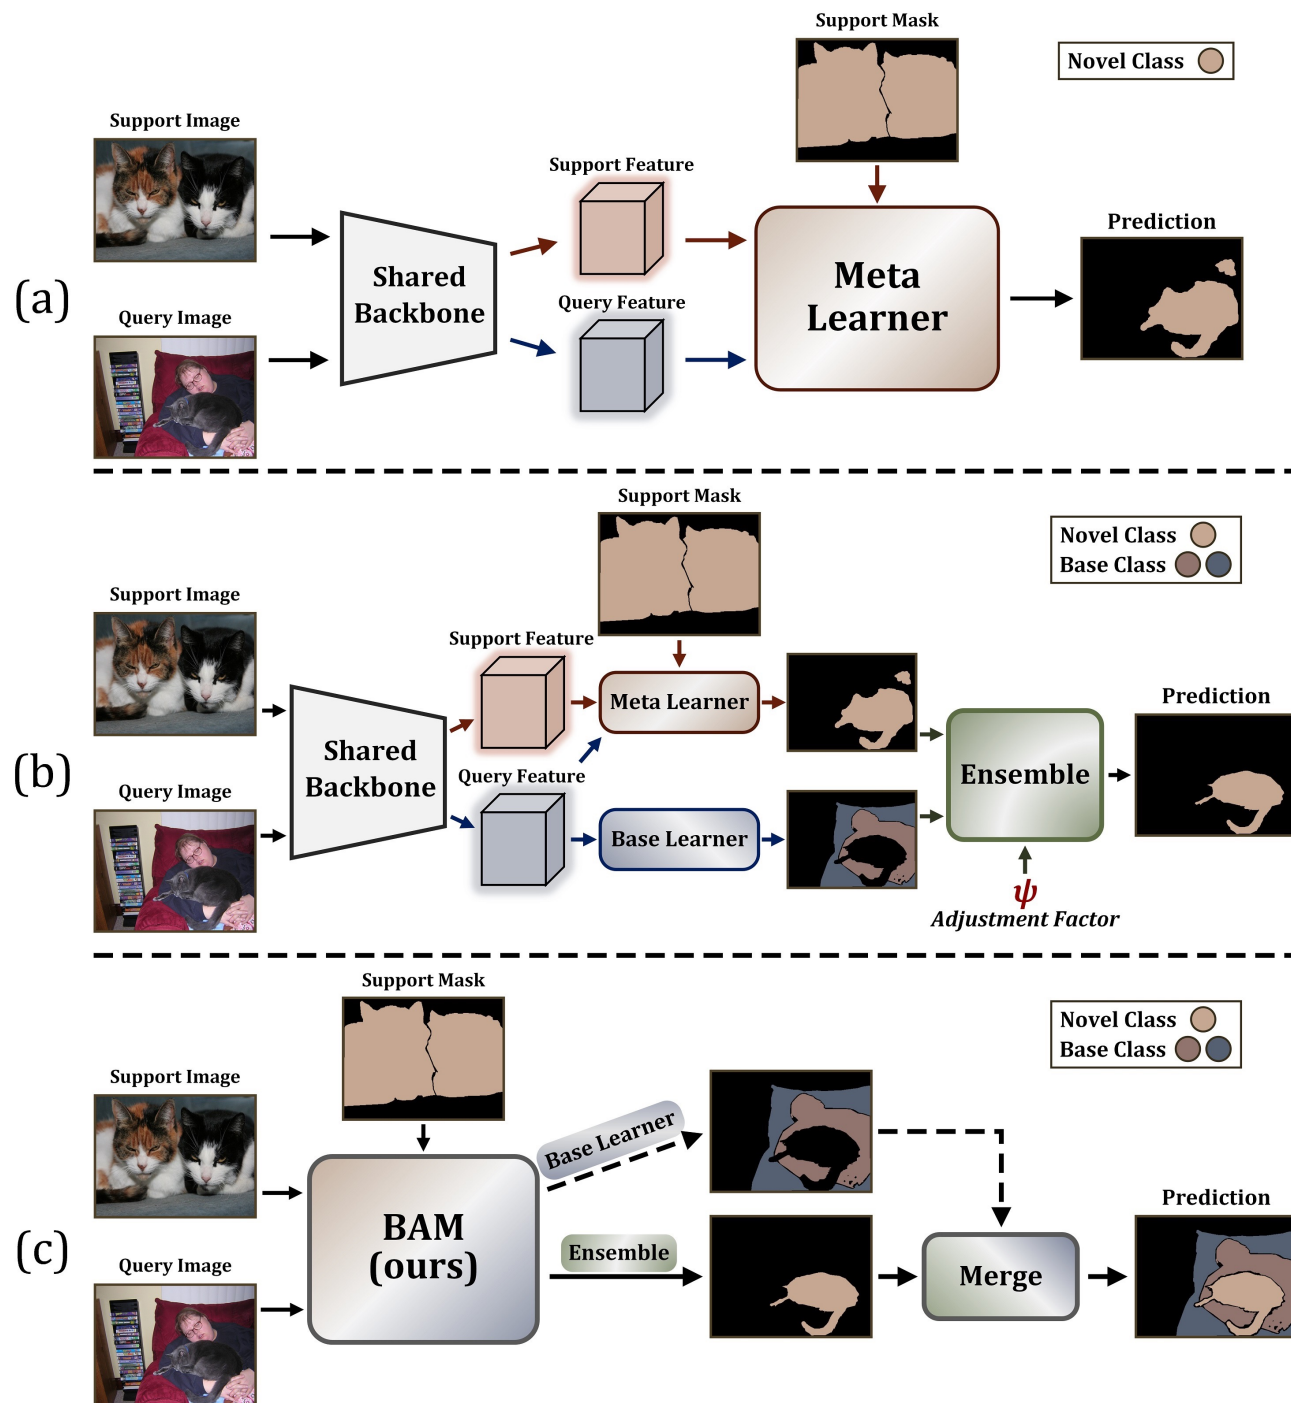 Support Mask
Novel Class
Support Image
Support Feature
Prediction
Shared
Backbone
Meta
Learner
(a)
Query Feature
Query Image
Support Mask
Novel Class
Base Class
Support Image
Support Feature
Meta Learner
Prediction
Shared
Backbone
Ensemble
(b)
Query Feature
Query Image
Base Learner
ψ
Adjustment Factor
Support Mask
Novel Class
Base Class
Support Image
Base Learner
Prediction
BAM
(ours)
(c)
Ensemble
Merge
Query Image